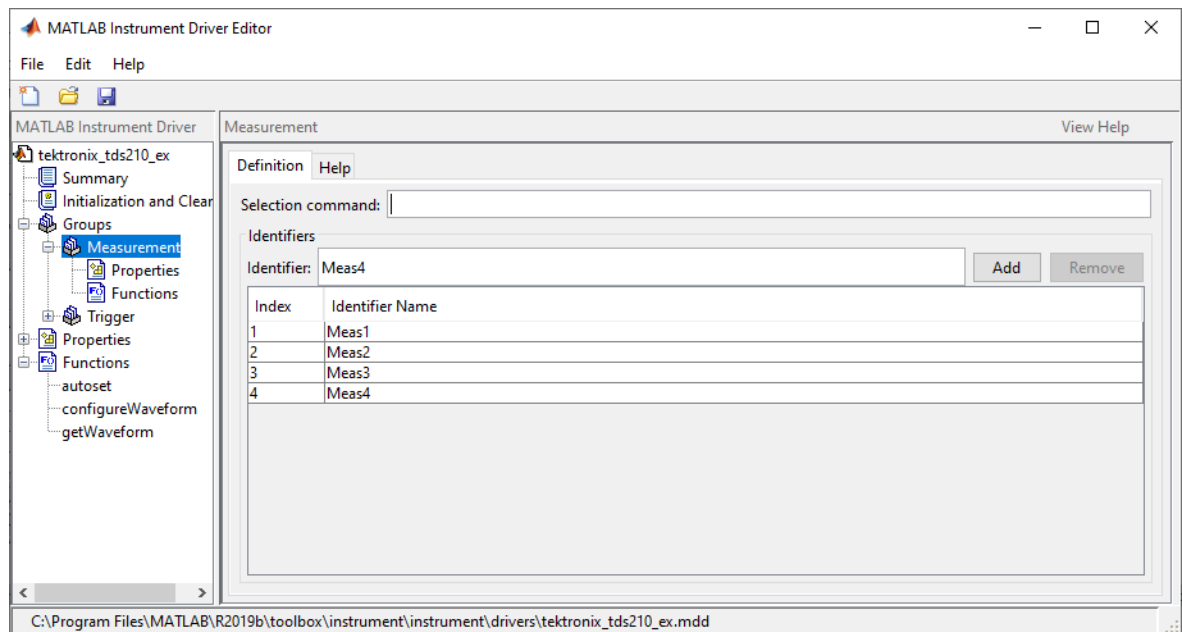 MATLAB Instrument Driver Editor
File Edit Help
MATLAB Instrument Driver
Measurement View Help
tektronix_tds210_ex
Summary
Initialization and Clear
Groups
Measurement
Properties
Functions
Trigger
Properties
Functions
autoset
configureWaveform
getWaveform
Definition Help
Selection command:
Identifiers
Identifier: Meas4 Add Remove
Index Identifier Name
1 Meas1
2 Meas2
3 Meas3
4 Meas4
C:\Program Files\MATLAB\R2019b\toolbox\instrument\instrument\drivers\tektronix_tds210_ex.mdd